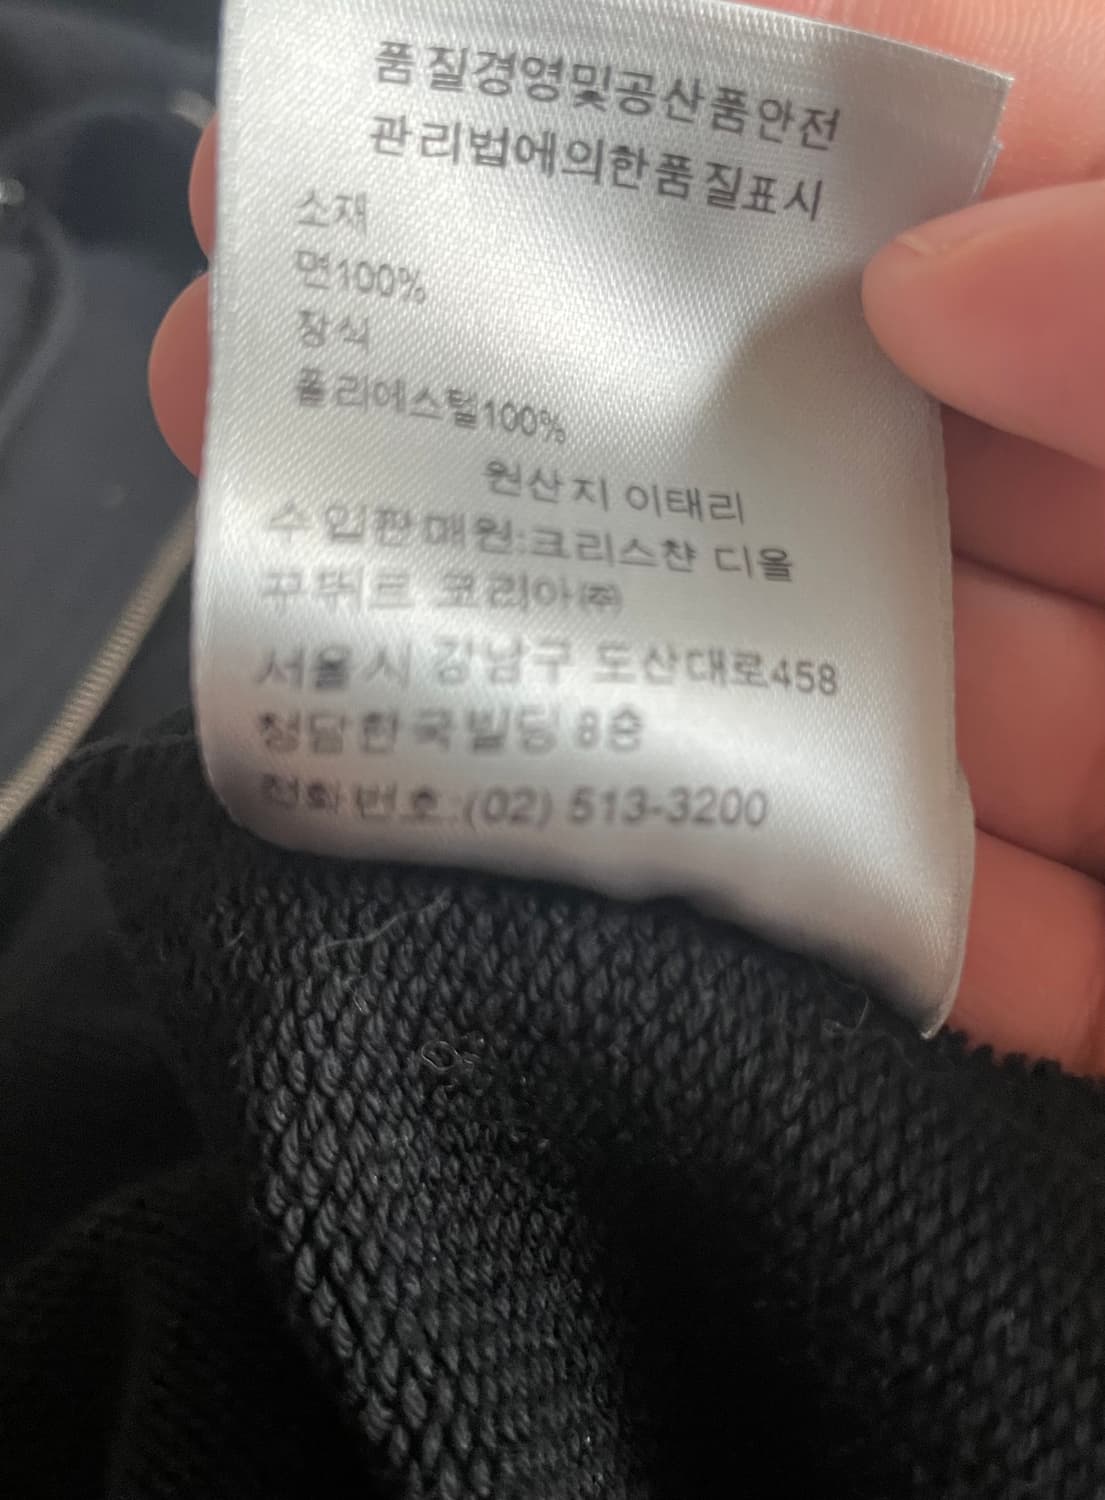 품질경영및공산품안전
관리법에의한품질표시
소재
면100%
장식
폴리에스텔100%
원산지 이태리
수입판매원:크리스챤 디올
꾸뛰르 코리아㈜
서울시 강남구 도산대로458
청담한국빌딩 8층
전화번호:(02) 513-3200